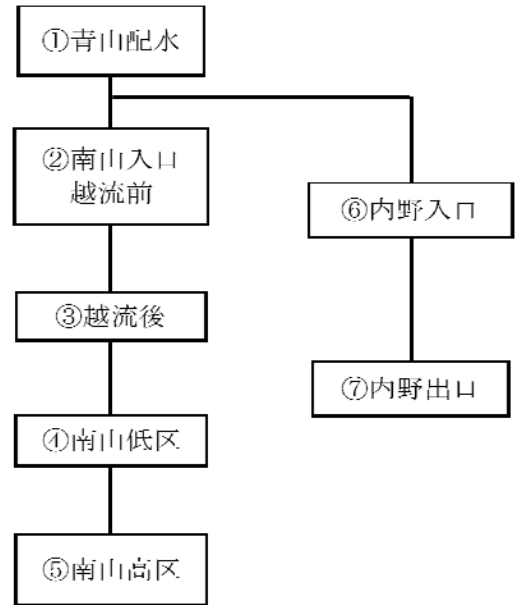 ①青山配水
②南山入口
越流前
③越流後
④南山低区
⑤南山高区
⑥内野入口
⑦内野出口